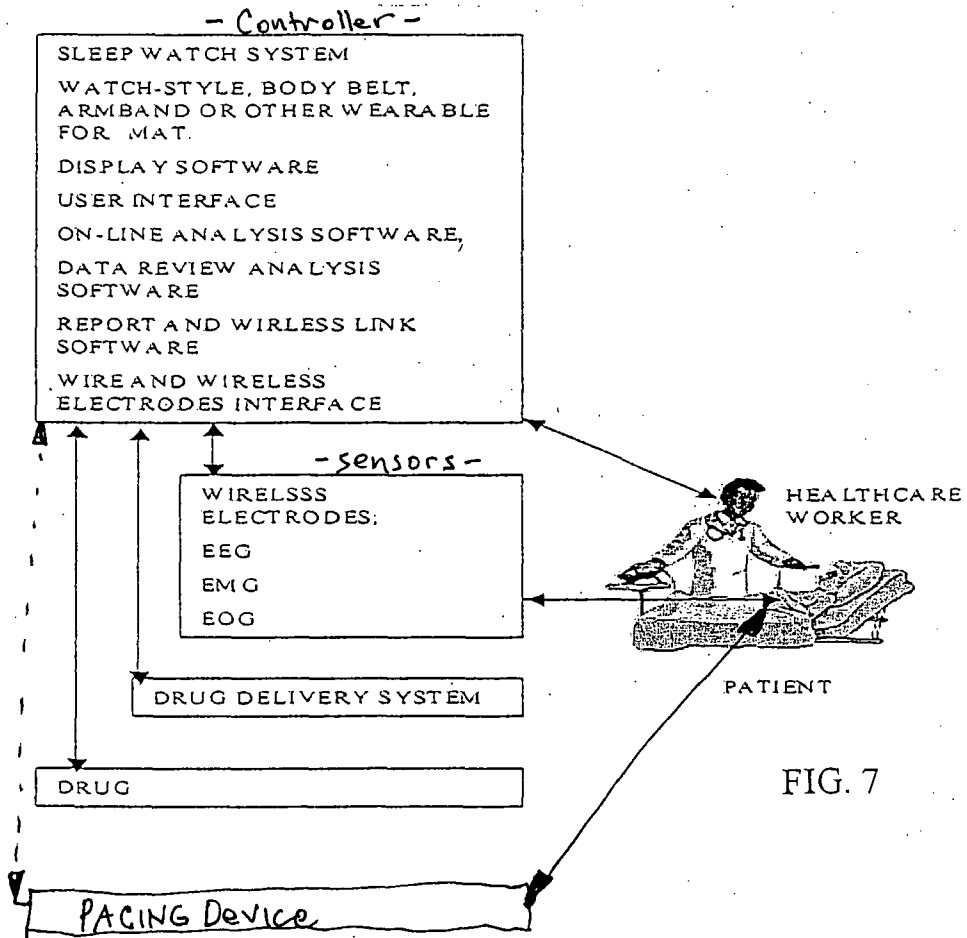 - Controller -
SLEEP WATCH SYSTEM
WATCH-STYLE, BODY BELT,
ARMBAND OR OTHER WEARABLE
FOR MAT.
DISPLAY SOFTWARE
USER INTERFACE
ON-LINE ANALYSIS SOFTWARE,
DATA REVIEW ANALYSIS
SOFTWARE
REPORT AND WIRLESS LINK
SOFTWARE
WIRE AND WIRELESS
ELECTRODES INTERFACE
- sensors -
WIRELSSS
ELECTRODES;
EEG
EMG
EOG
HEALTHCARE
WORKER
PATIENT
DRUG DELIVERY SYSTEM
DRUG
FIG. 7
PACING Device